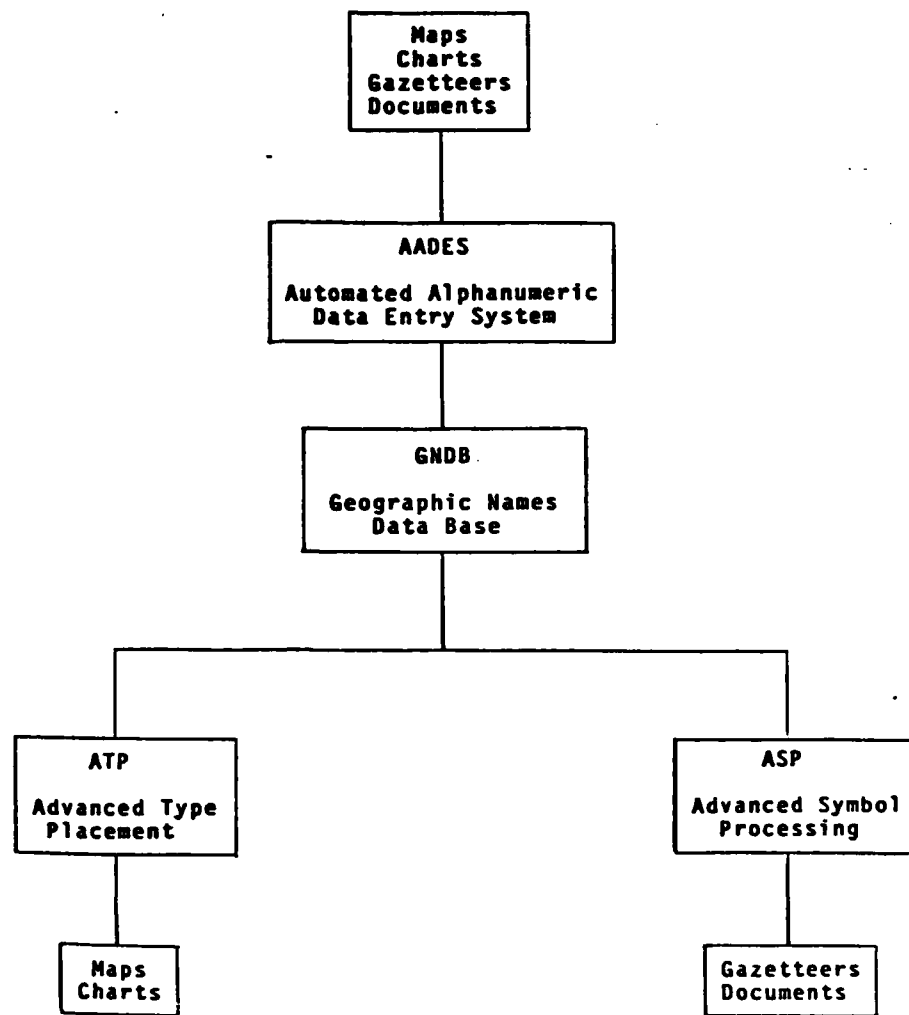 Maps
Charts
Gazetteers
Documents
AADES
Automated Alphanumeric
Data Entry System
GNDB
Geographic Names
Data Base
ATP
Advanced Type
Placement
ASP
Advanced Symbol
Processing
Maps
Charts
Gazetteers
Documents